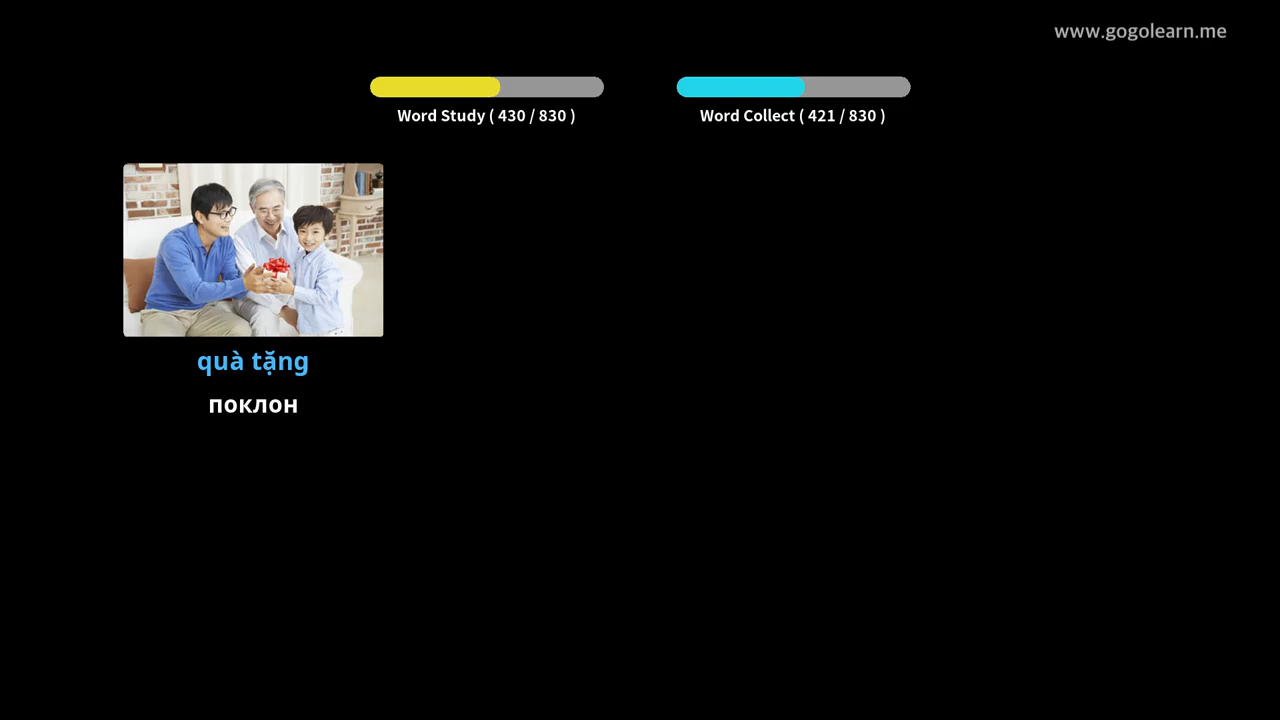 www.gogolearn.me
Word Study ( 430 / 830 )
Word Collect ( 421 / 830 )
quà tặng
поклон